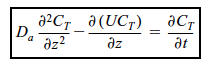 D_a ∂²C_T/∂z² − ∂(UC_T)/∂z = ∂C_T/∂t